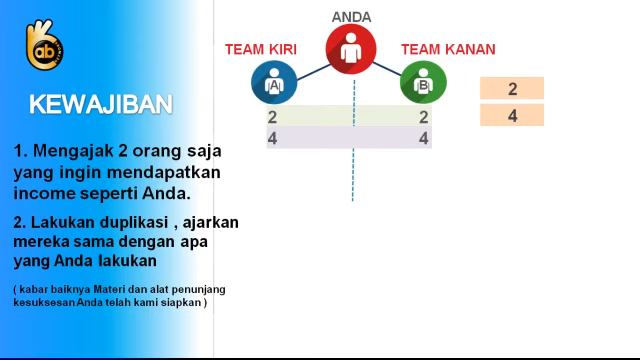 ab
KEWAJIBAN
1. Mengajak 2 orang saja
yang ingin mendapatkan
income seperti Anda.
2. Lakukan duplikasi , ajarkan
mereka sama dengan apa
yang Anda lakukan
( kabar baiknya Materi dan alat penunjang
kesuksesan Anda telah kami siapkan )
ANDA
TEAM KIRI
TEAM KANAN
A
B
2 2
4 4
2
4